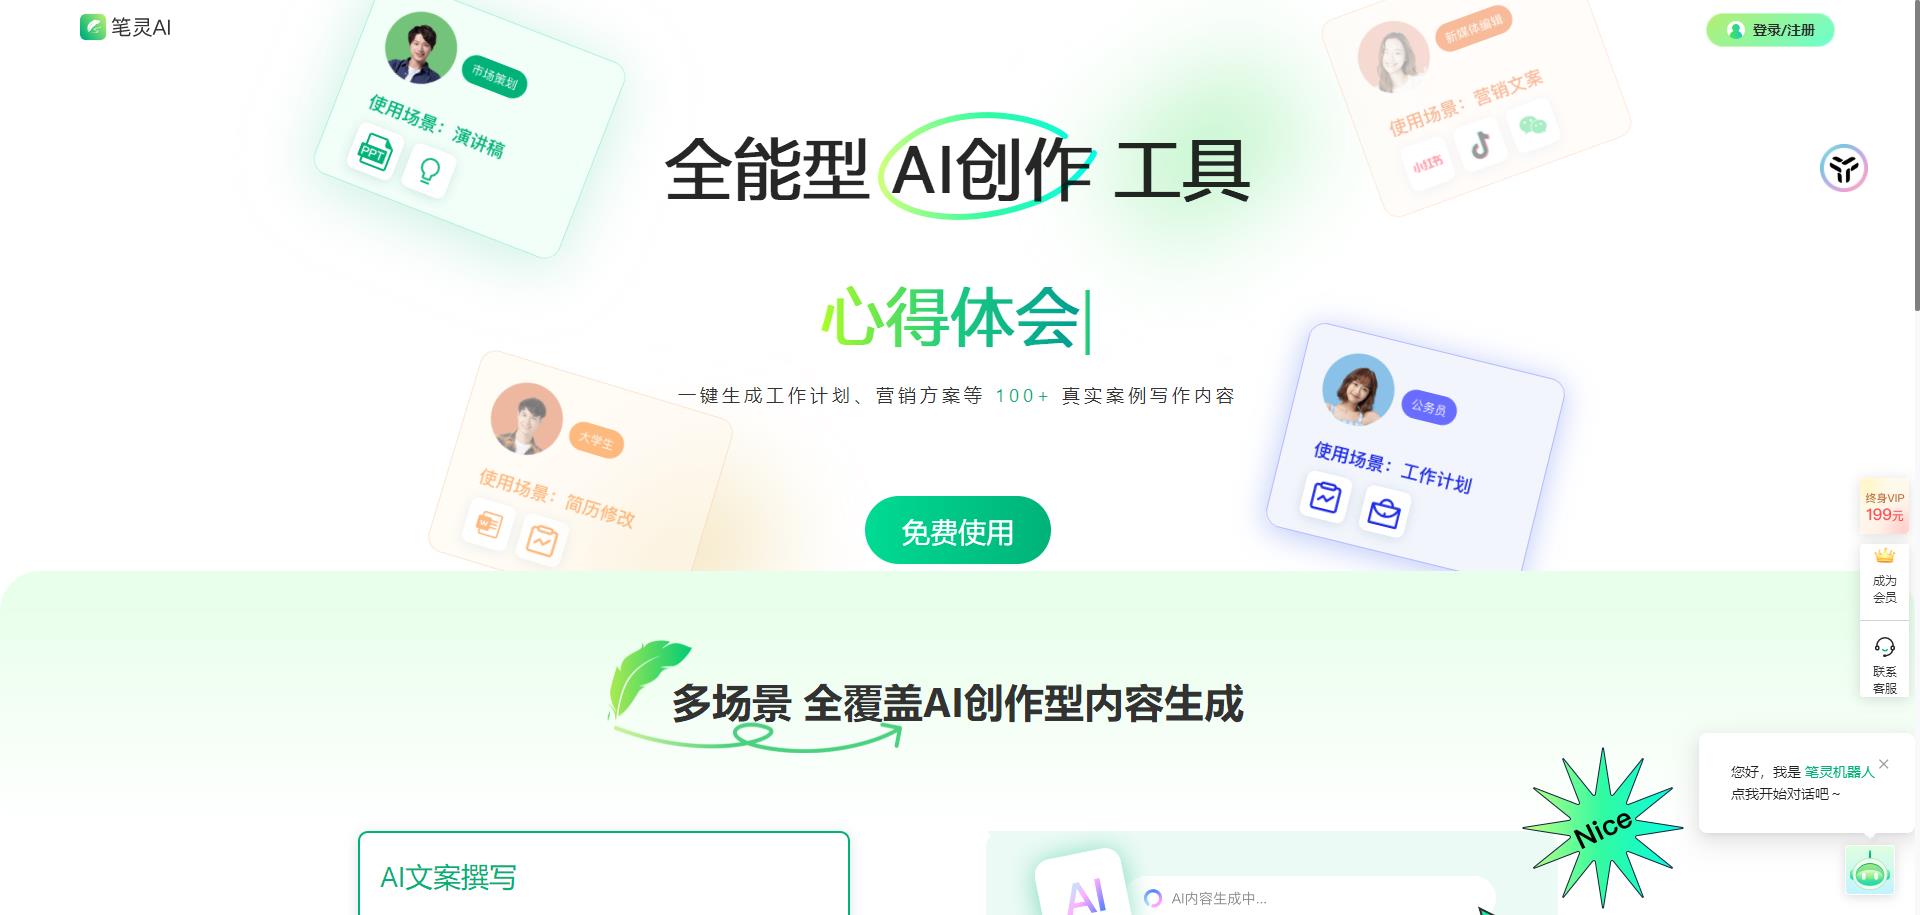 笔灵AI
登录/注册
市场策划
使用场景：演讲稿
PPT
新媒体编辑
使用场景：营销文案
小红书
全能型 AI创作 工具
心得体会
一键生成工作计划、营销方案等 100+ 真实案例写作内容
大学生
使用场景：简历修改
W
公务员
使用场景：工作计划
免费使用
终身VIP
199元
成为
会员
联系
客服
多场景 全覆盖AI创作型内容生成
您好，我是 笔灵机器人
点我开始对话吧～
Nice
AI文案撰写
AI
AI内容生成中...